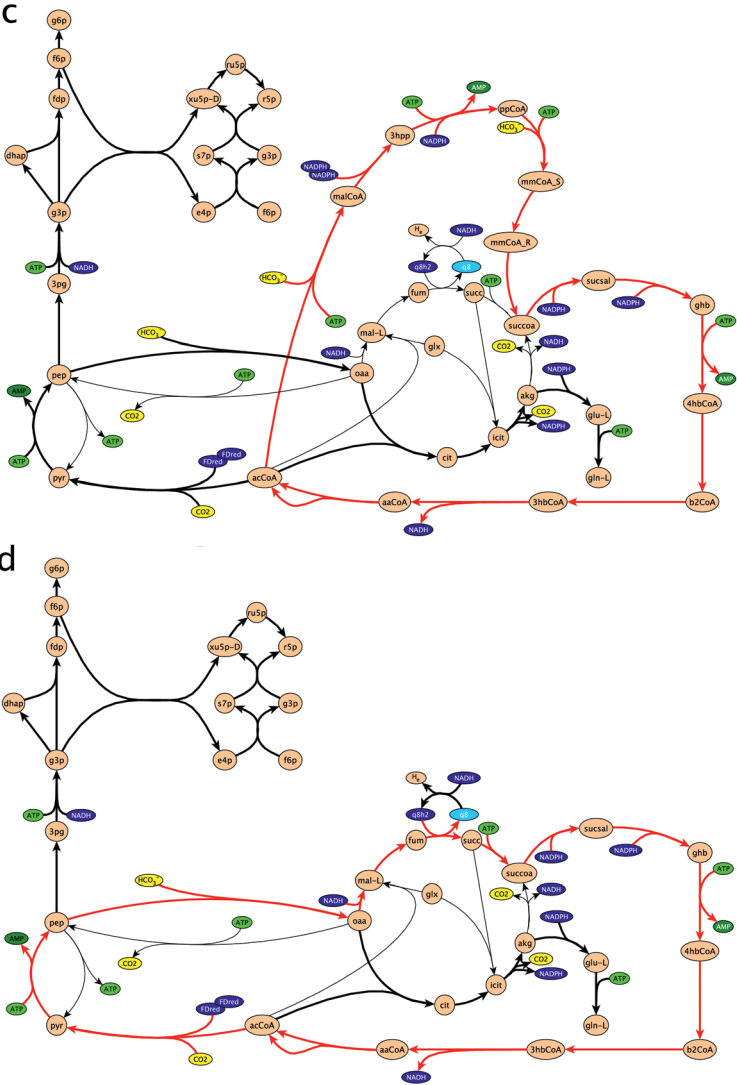 c
g6p
f6p
ru5p
fdp
xu5p-D
r5p
AMP
ATP
ppCoA
ATP
HCO3-
3hpp
NADPH
dhap
s7p
g3p
NADPH
NADPH
mmCoA_S
malCoA
g3p
e4p
f6p
He
NADH
mmCoA_R
ATP
NADH
q8h2
q8
HCO3-
3pg
fum
succ
ATP
sucsal
NADPH
NADPH
ghb
HCO3-
ATP
mal-L
succoa
ATP
NADH
glx
CO2
NADH
pep
oaa
NADPH
AMP
ATP
AMP
CO2
akg
4hbCoA
CO2
glu-L
ATP
icit
NADPH
ATP
ATP
FDred
FDred
cit
pyr
acCoA
gln-L
CO2
aaCoA
3hbCoA
b2CoA
NADH
d
g6p
f6p
ru5p
fdp
xu5p-D
r5p
dhap
s7p
g3p
g3p
e4p
f6p
He
NADH
ATP
NADH
q8h2
q8
3pg
ATP
sucsal
fum
succ
NADPH
NADPH
ghb
HCO3-
mal-L
succoa
ATP
NADH
glx
CO2
NADH
pep
oaa
NADPH
ATP
AMP
AMP
CO2
akg
4hbCoA
CO2
glu-L
NADPH
ATP
ATP
icit
ATP
FDred
FDred
cit
pyr
acCoA
gln-L
CO2
aaCoA
3hbCoA
b2CoA
NADH